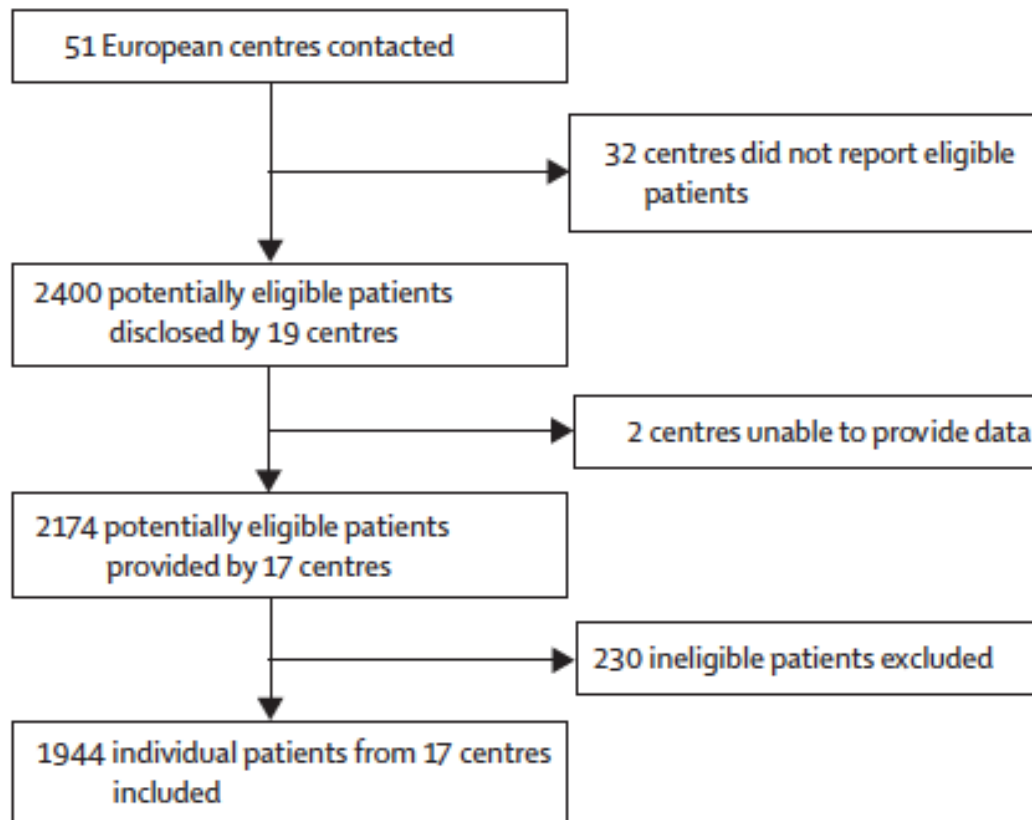 51 European centres contacted
32 centres did not report eligible
patients
2400 potentially eligible patients
disclosed by 19 centres
2 centres unable to provide data
2174 potentially eligible patients
provided by 17 centres
230 ineligible patients excluded
1944 individual patients from 17 centres
included